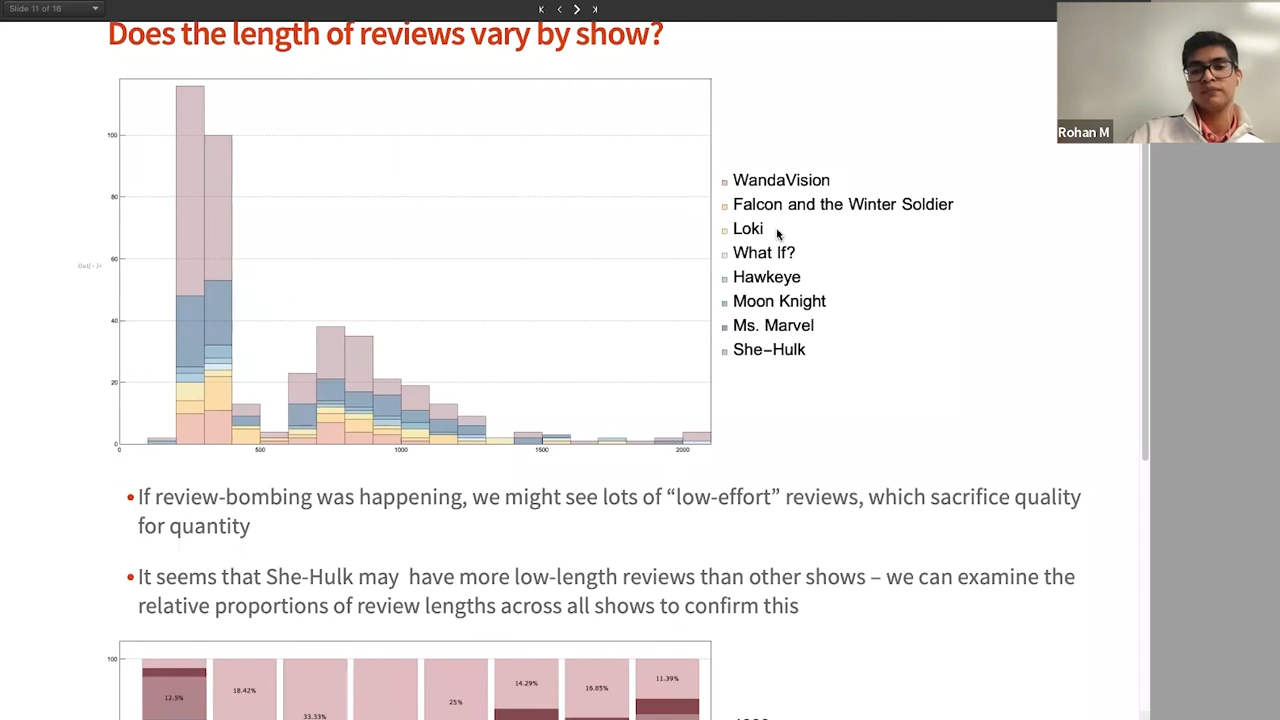 Slide 11 of 16
Does the length of reviews vary by show?
Rohan M
100
80
60
40
20
0
0 500 1000 1500 2000
Out[•]=
WandaVision
Falcon and the Winter Soldier
Loki
What If?
Hawkeye
Moon Knight
Ms. Marvel
She–Hulk
•If review-bombing was happening, we might see lots of “low-effort” reviews, which sacrifice quality
for quantity
•It seems that She-Hulk may have more low-length reviews than other shows – we can examine the
relative proportions of review lengths across all shows to confirm this
100
12.5% 18.42% 33.33% 25% 14.29% 16.85% 11.39%